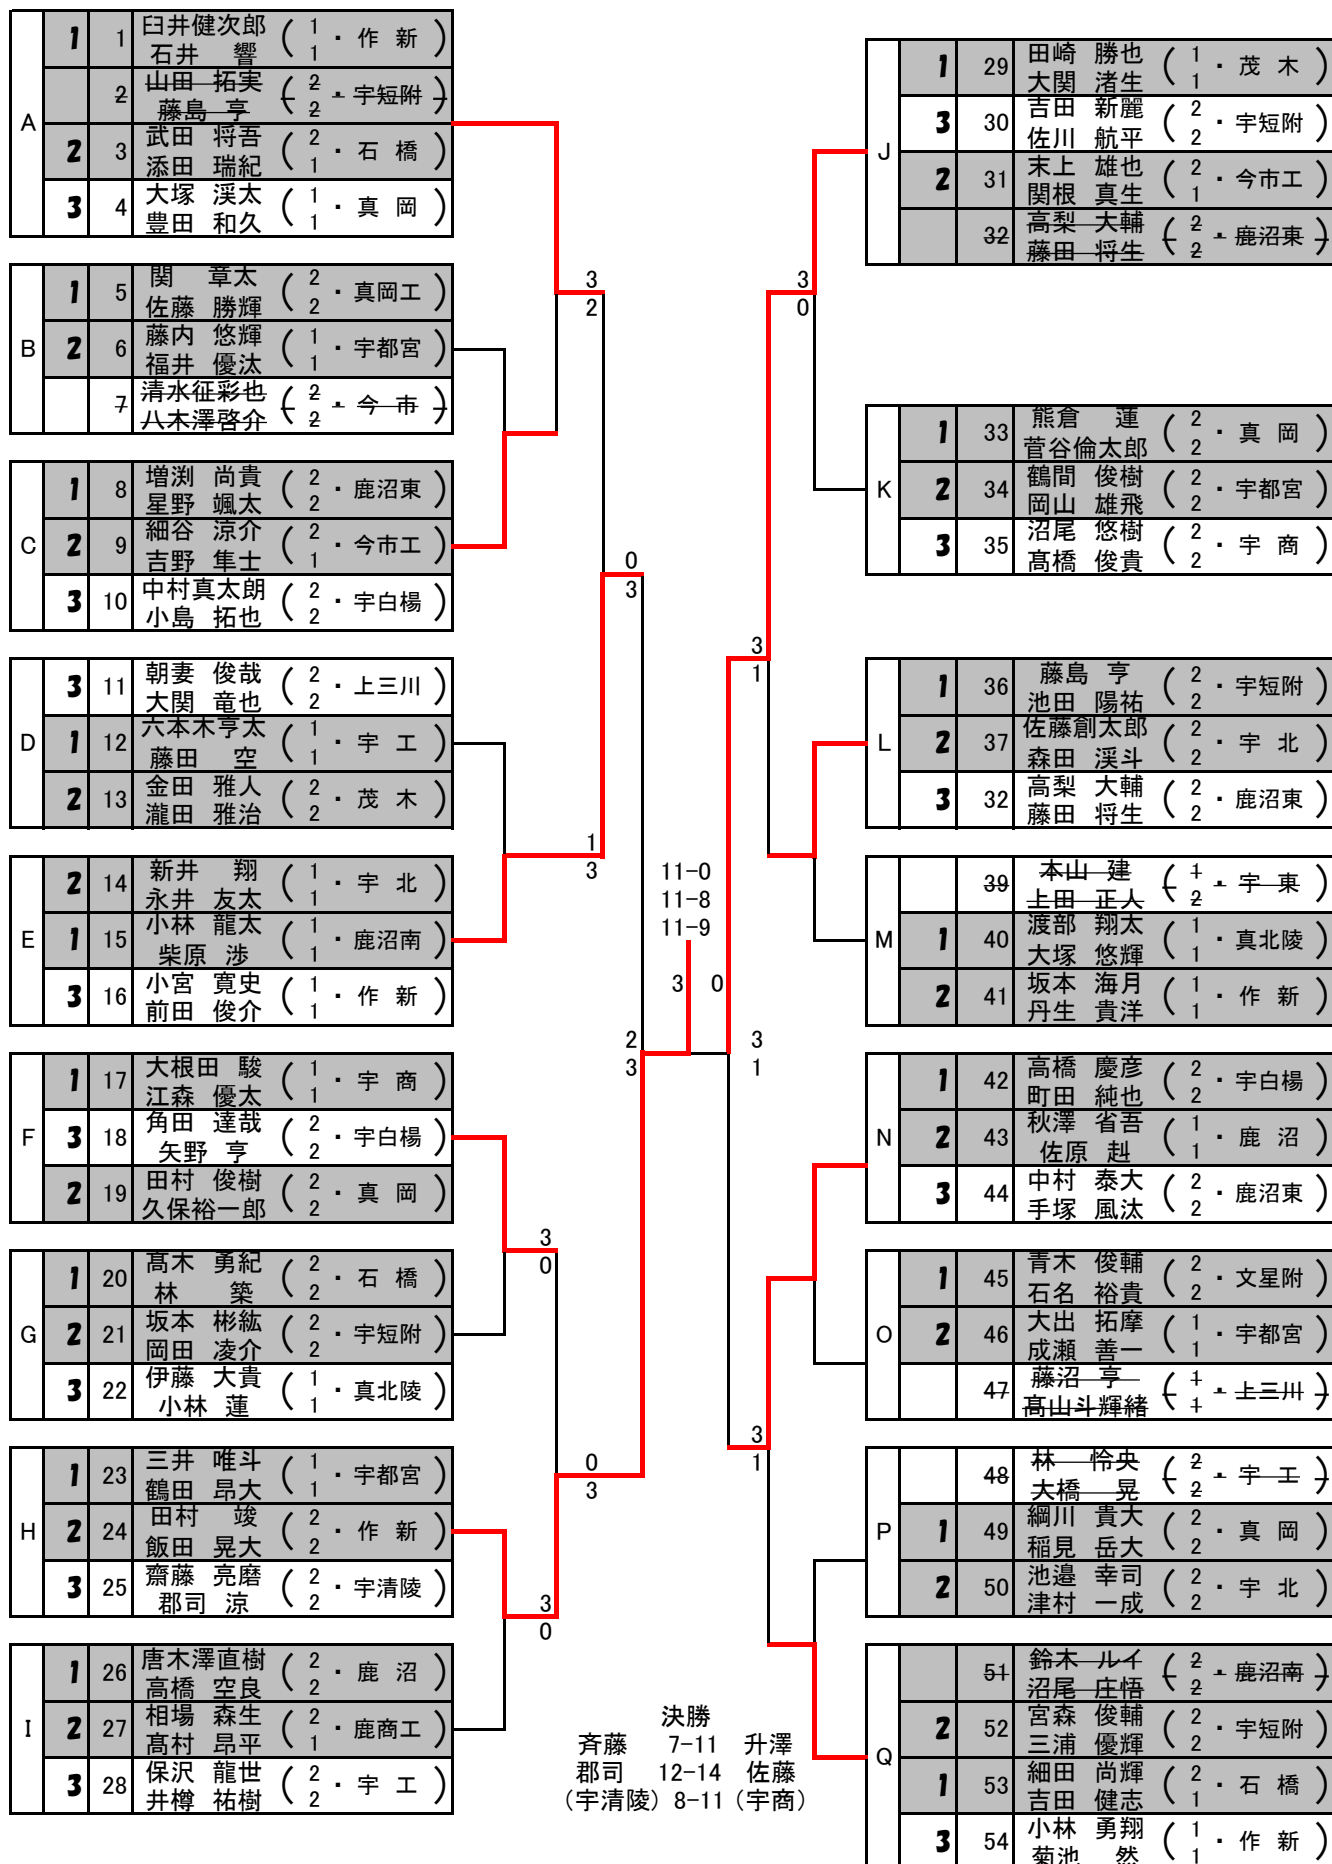 A
1 1 臼井健次郎 石井 響 ( 1 1 ・ 作 新 )
2 山田 拓実 藤島 亨 ( 2 2 ・ 宇短附 )
2 3 武田 将吾 添田 瑞紀 ( 2 1 ・ 石 橋 )
3 4 大塚 渓太 豊田 和久 ( 1 1 ・ 真 岡 )
B
1 5 関 章太 佐藤 勝輝 ( 2 2 ・ 真岡工 )
2 6 藤内 悠輝 福井 優汰 ( 1 1 ・ 宇都宮 )
7 清水征彩也 八木澤啓介 ( 2 2 ・ 今 市 )
C
1 8 増渕 尚貴 星野 颯太 ( 2 2 ・ 鹿沼東 )
2 9 細谷 涼介 吉野 隼士 ( 2 1 ・ 今市工 )
3 10 中村真太朗 小島 拓也 ( 2 2 ・ 宇白楊 )
D
3 11 朝妻 俊哉 大関 竜也 ( 2 2 ・ 上三川 )
1 12 六本木亨太 藤田 空 ( 1 1 ・ 宇 工 )
2 13 金田 雅人 瀧田 雅治 ( 2 2 ・ 茂 木 )
E
2 14 新井 翔 永井 友太 ( 1 1 ・ 宇 北 )
1 15 小林 龍太 柴原 渉 ( 1 1 ・ 鹿沼南 )
3 16 小宮 寛史 前田 俊介 ( 1 1 ・ 作 新 )
F
1 17 大根田 駿 江森 優太 ( 1 1 ・ 宇 商 )
3 18 角田 達哉 矢野 亨 ( 2 2 ・ 宇白楊 )
2 19 田村 俊樹 久保裕一郎 ( 2 2 ・ 真 岡 )
G
1 20 髙木 勇紀 林 築 ( 2 2 ・ 石 橋 )
2 21 坂本 彬紘 岡田 凌介 ( 2 2 ・ 宇短附 )
3 22 伊藤 大貴 小林 蓮 ( 1 1 ・ 真北陵 )
H
1 23 三井 唯斗 鶴田 昂大 ( 1 1 ・ 宇都宮 )
2 24 田村 竣 飯田 晃大 ( 2 2 ・ 作 新 )
3 25 齋藤 亮磨 郡司 涼 ( 2 2 ・ 宇清陵 )
I
1 26 唐木澤直樹 高橋 空良 ( 2 2 ・ 鹿 沼 )
2 27 相場 森生 髙村 昂平 ( 2 1 ・ 鹿商工 )
3 28 保沢 龍世 井樽 祐樹 ( 2 2 ・ 宇 工 )
3
2
0
3
1
3
2
3
3
0
0
3
3
0
11-0
11-8
11-9
3 0
3
0
3
1
3
1
3
1
決勝
斉藤 7-11 升澤
郡司 12-14 佐藤
(宇清陵) 8-11 (宇商)
J
1 29 田崎 勝也 大関 渚生 ( 1 1 ・ 茂 木 )
3 30 吉田 新麗 佐川 航平 ( 2 2 ・ 宇短附 )
2 31 末上 雄也 関根 真生 ( 2 1 ・ 今市工 )
32 高梨 大輔 藤田 将生 ( 2 2 ・ 鹿沼東 )
K
1 33 熊倉 蓮 菅谷倫太郎 ( 2 2 ・ 真 岡 )
2 34 鶴間 俊樹 岡山 雄飛 ( 2 2 ・ 宇都宮 )
3 35 沼尾 悠樹 髙橋 俊貴 ( 2 2 ・ 宇 商 )
L
1 36 藤島 亨 池田 陽祐 ( 2 2 ・ 宇短附 )
2 37 佐藤創太郎 森田 渓斗 ( 2 2 ・ 宇 北 )
3 32 高梨 大輔 藤田 将生 ( 2 2 ・ 鹿沼東 )
M
39 本山 建 上田 正人 ( 1 2 ・ 宇 東 )
1 40 渡部 翔太 大塚 悠輝 ( 1 1 ・ 真北陵 )
2 41 坂本 海月 丹生 貴洋 ( 1 1 ・ 作 新 )
N
1 42 高橋 慶彦 町田 純也 ( 2 2 ・ 宇白楊 )
2 43 秋澤 省吾 佐原 赳 ( 1 1 ・ 鹿 沼 )
3 44 中村 泰大 手塚 風汰 ( 2 2 ・ 鹿沼東 )
O
1 45 青木 俊輔 石名 裕貴 ( 2 2 ・ 文星附 )
2 46 大出 拓摩 成瀬 善一 ( 1 1 ・ 宇都宮 )
47 藤沼 亨 髙山斗輝緒 ( 1 1 ・ 上三川 )
P
48 林 怜央 大橋 晃 ( 2 2 ・ 宇 工 )
1 49 綱川 貴大 稲見 岳大 ( 2 2 ・ 真 岡 )
2 50 池邉 幸司 津村 一成 ( 2 2 ・ 宇 北 )
Q
51 鈴木 ルイ 沼尾 庄悟 ( 2 2 ・ 鹿沼南 )
2 52 宮森 俊輔 三浦 優輝 ( 2 2 ・ 宇短附 )
1 53 細田 尚輝 吉田 健志 ( 2 1 ・ 石 橋 )
3 54 小林 勇翔 菊池 然 ( 1 1 ・ 作 新 )